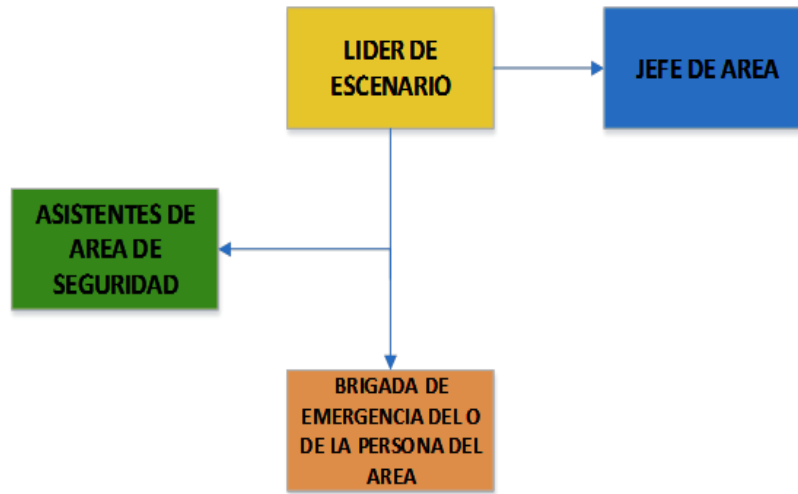 LIDER DE
ESCENARIO
JEFE DE AREA
ASISTENTES DE
AREA DE
SEGURIDAD
BRIGADA DE
EMERGENCIA DEL O
DE LA PERSONA DEL
AREA